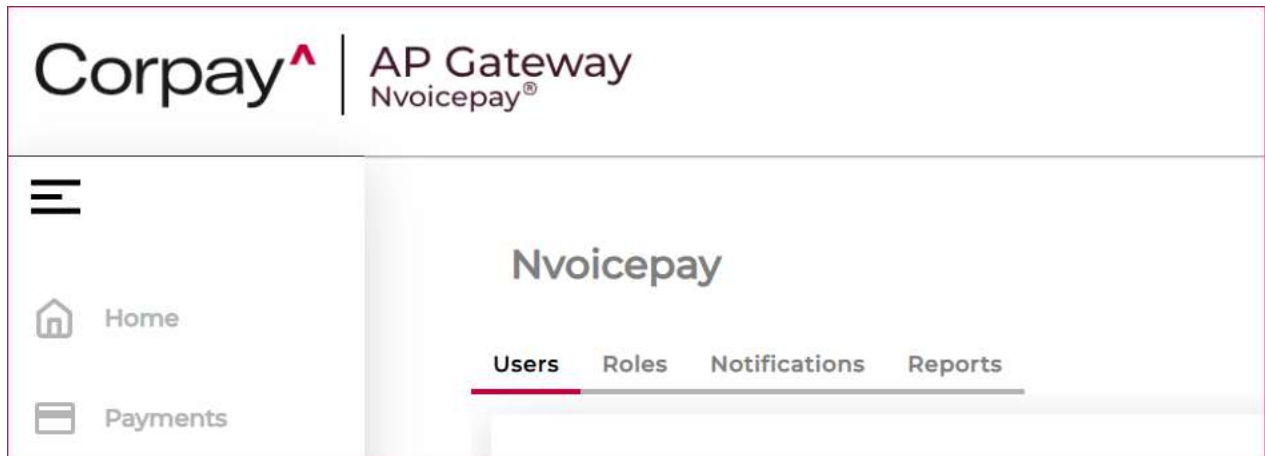 Corpay^ AP Gateway
Nvoicepay®
Nvoicepay
Home
Users Roles Notifications Reports
Payments